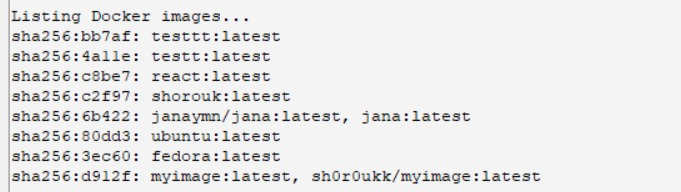 Listing Docker images...
sha256:bb7af: testtt:latest
sha256:4a11e: testt:latest
sha256:c8be7: react:latest
sha256:c2f97: shorouk:latest
sha256:6b422: janaymn/jana:latest, jana:latest
sha256:80dd3: ubuntu:latest
sha256:3ec60: fedora:latest
sha256:d912f: myimage:latest, sh0r0ukk/myimage:latest